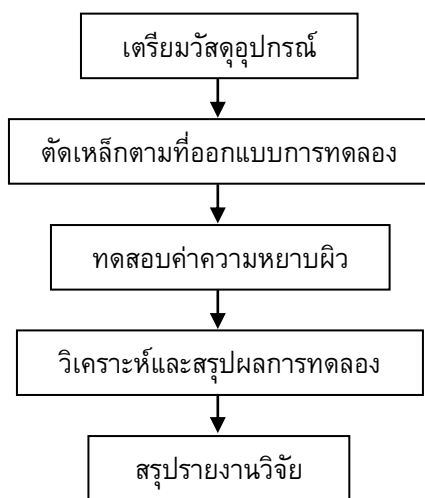 เตรียมวัสดุอุปกรณ์
ตัดเหล็กตามที่ออกแบบการทดลอง
ทดสอบค่าความหยาบผิว
วิเคราะห์และสรุปผลการทดลอง
สรุปรายงานวิจัย